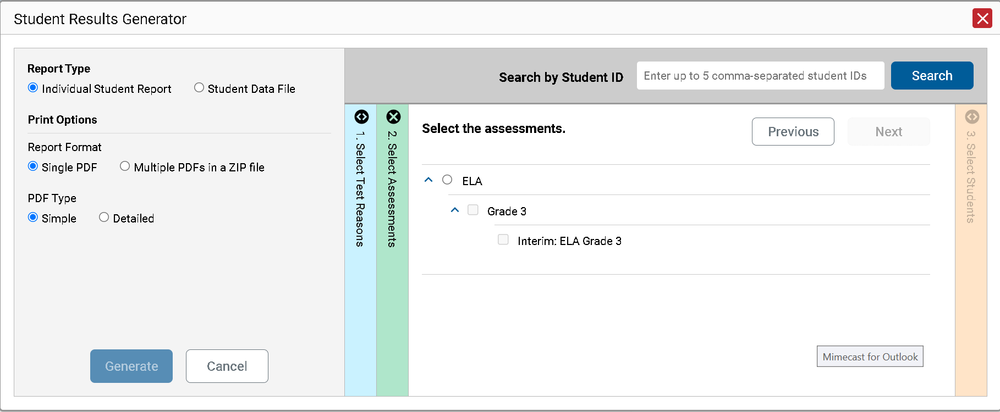 Student Results Generator
Report Type
Individual Student Report
Student Data File
Print Options
Report Format
Single PDF
Multiple PDFs in a ZIP file
PDF Type
Simple
Detailed
Generate
Cancel
Search by Student ID
Enter up to 5 comma-separated student IDs
Search
1. Select Test Reasons
2. Select Assessments
Select the assessments.
Previous
Next
ELA
Grade 3
Interim: ELA Grade 3
Mimecast for Outlook
3. Select Students